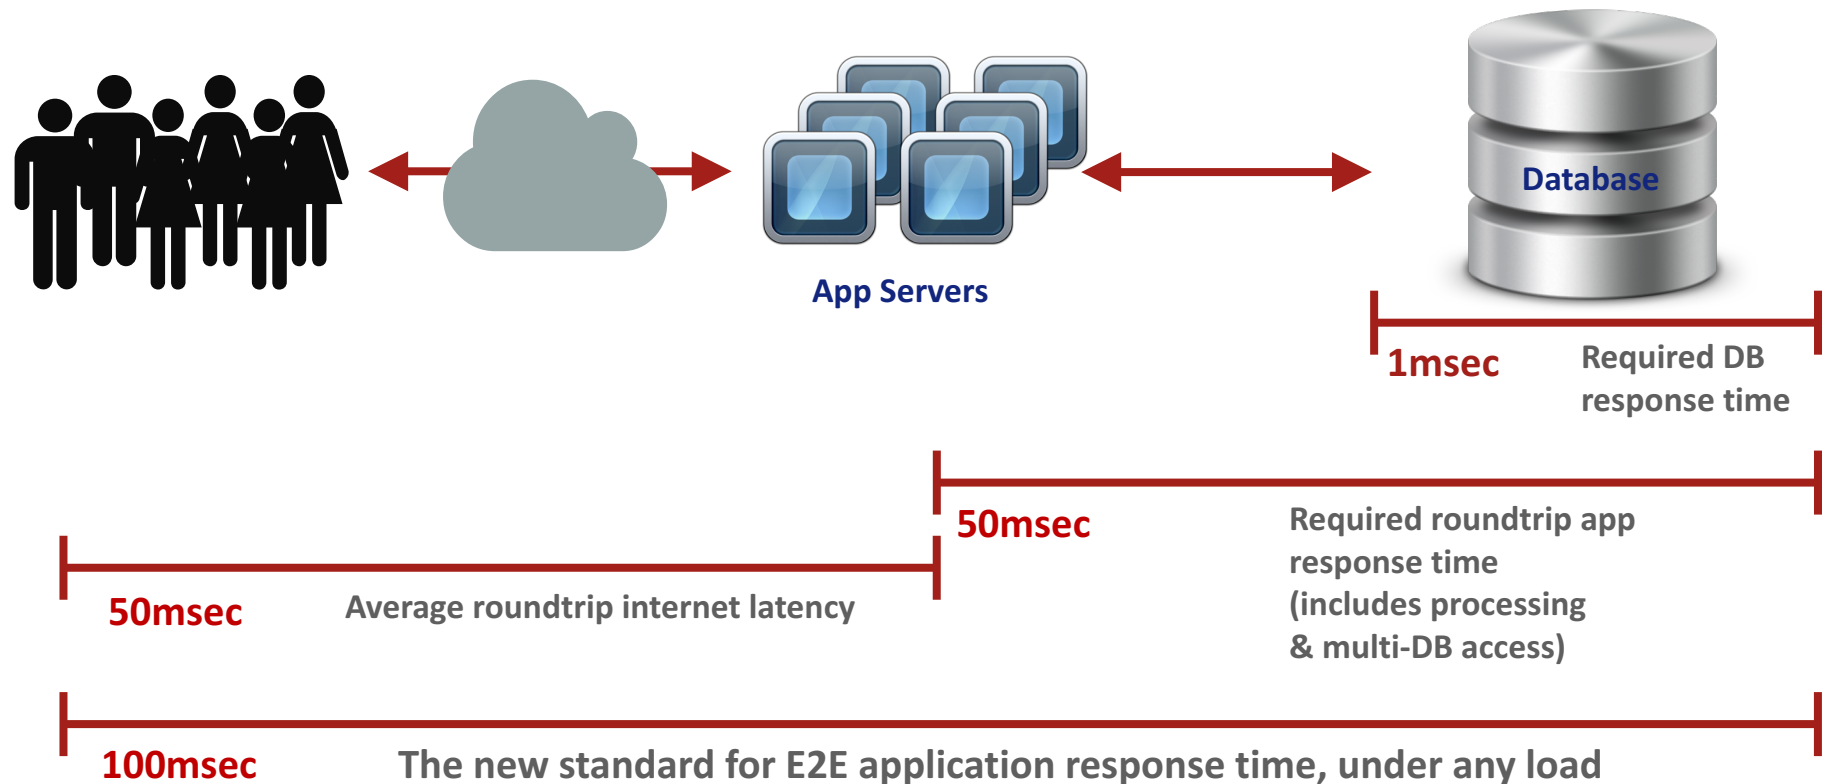 Database
App Servers
1msec
Required DB
response time
50msec
Required roundtrip app
response time
(includes processing
& multi-DB access)
50msec
Average roundtrip internet latency
100msec
The new standard for E2E application response time, under any load